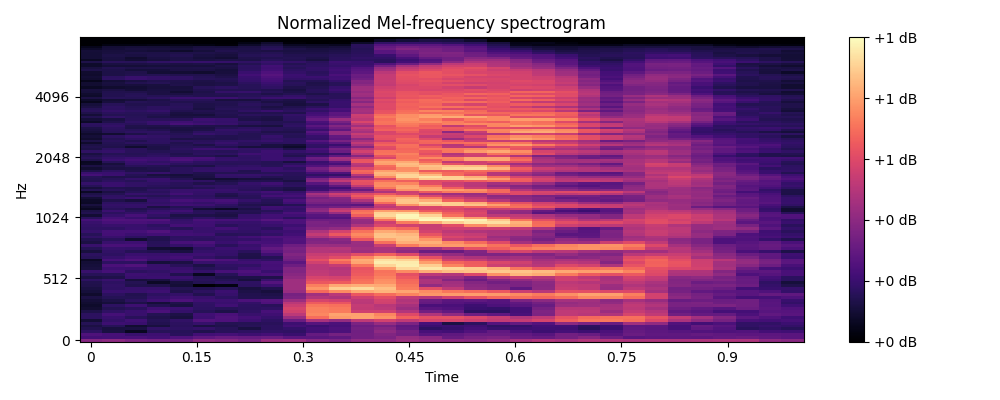 Normalized Mel-frequency spectrogram
Hz
4096
2048
1024
512
0
0 0.15 0.3 0.45 0.6 0.75 0.9
Time
+1 dB
+1 dB
+1 dB
+0 dB
+0 dB
+0 dB